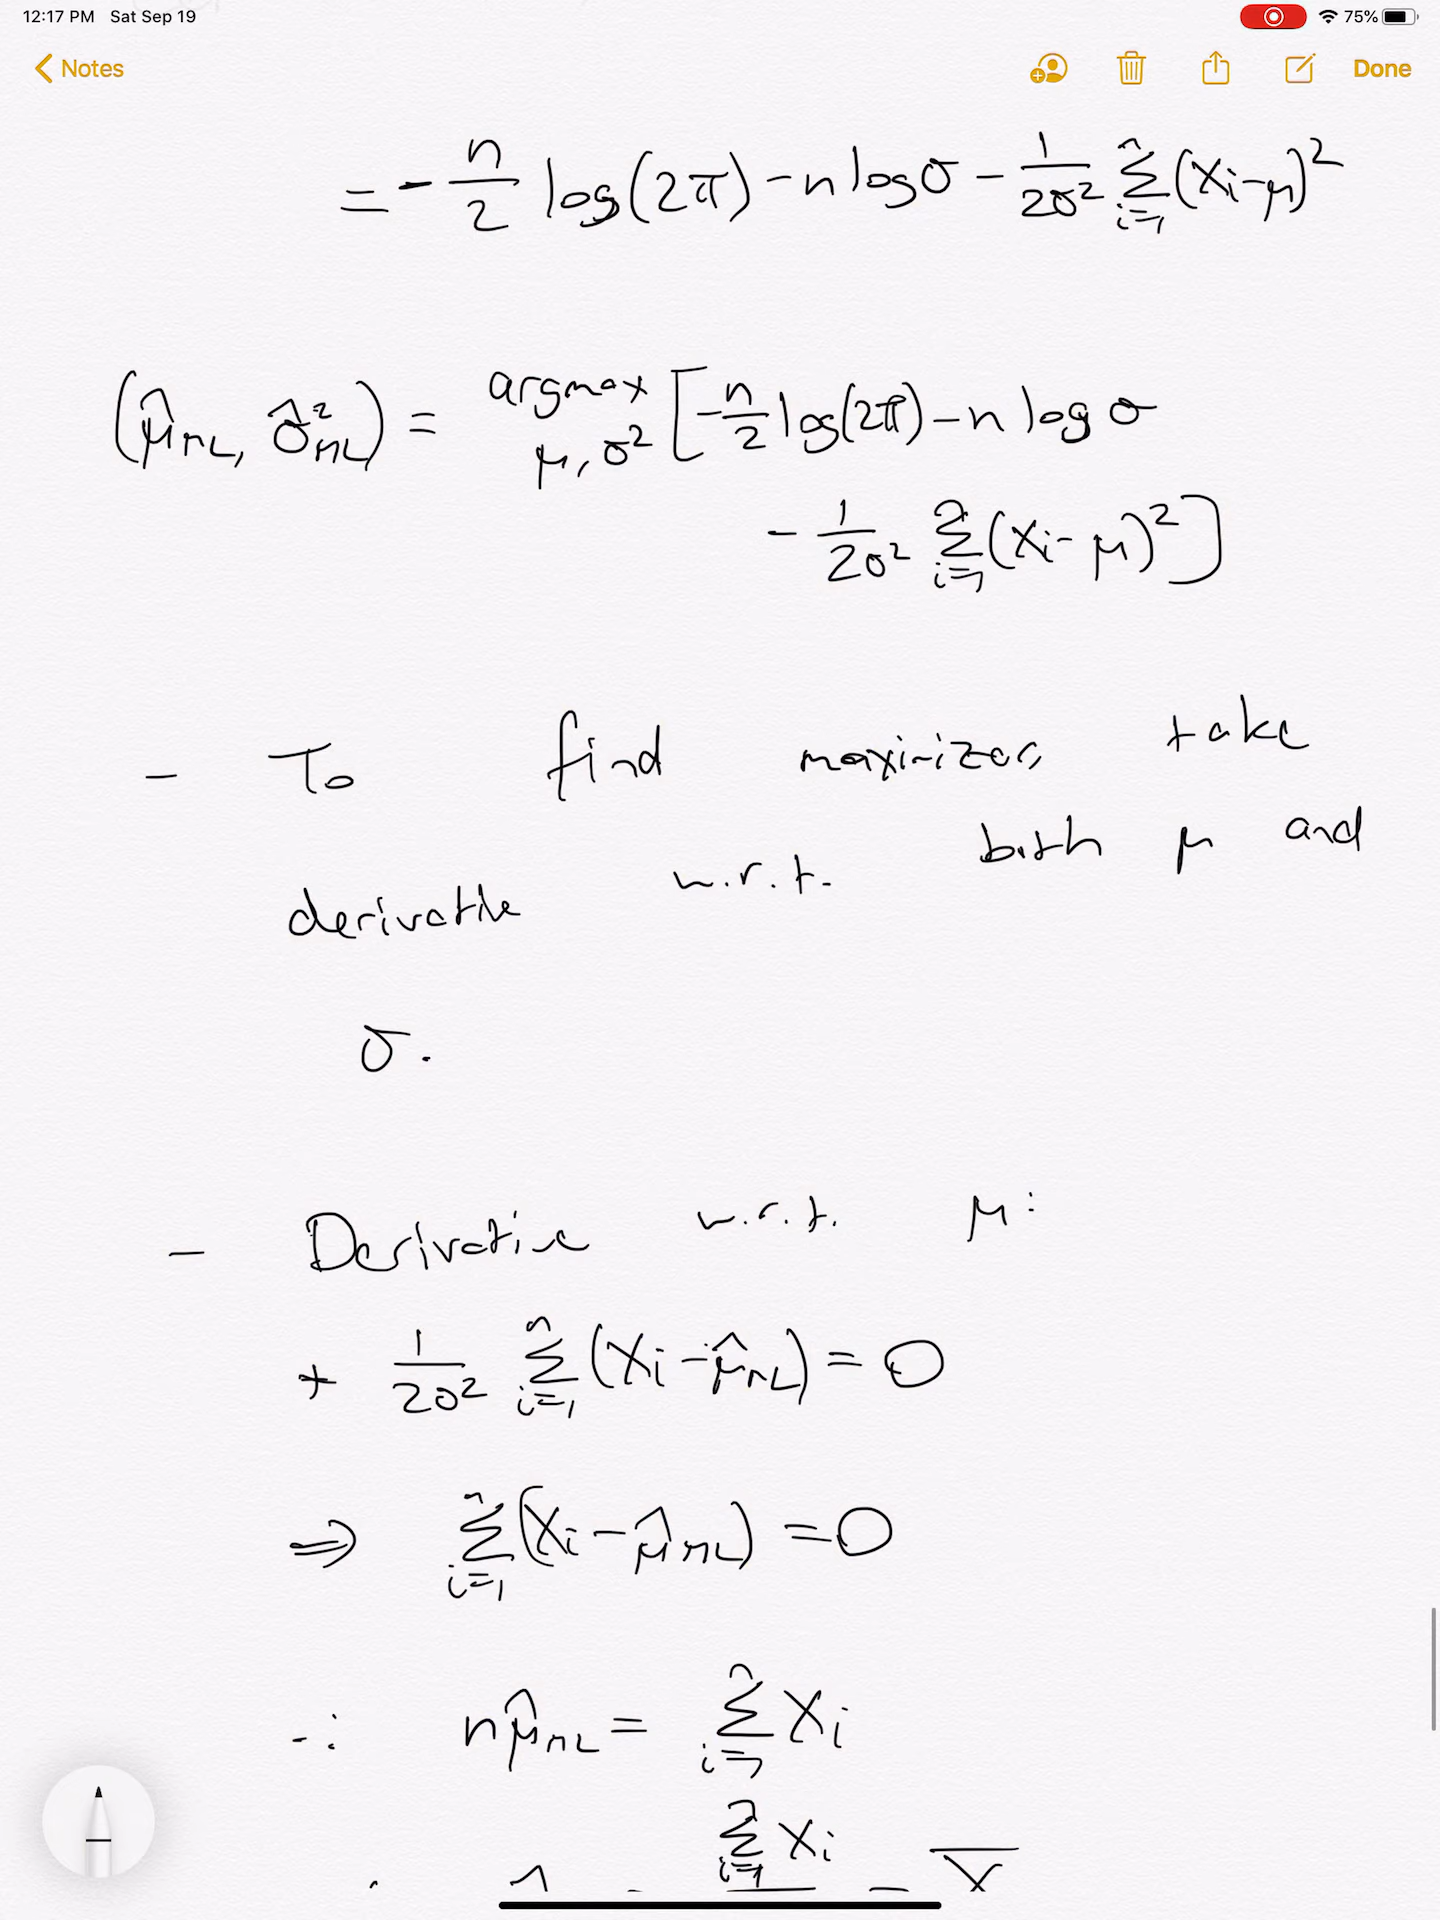 12:17 PM Sat Sep 19 75%
Notes Done
= - n/2 log(2π) - n log σ - 1/2σ² Σ_{i=1}^{n} (Xi - μ)²
(μ̂_ML, σ̂²_ML) = argmax_{μ, σ²} [ - n/2 log(2π) - n log σ
- 1/2σ² Σ_{i=1}^{n} (Xi - μ)² ]
- To find maximizer, take
derivative w.r.t. both μ and
σ.
- Derivative w.r.t. μ:
+ 1/2σ² Σ_{i=1}^{n} (Xi - μ̂_ML) = 0
⇒ Σ_{i=1}^{n} (Xi - μ̂_ML) = 0
∴ n μ̂_ML = Σ_{i=1}^{n} Xi
Σ_{i=1}^{n} Xi